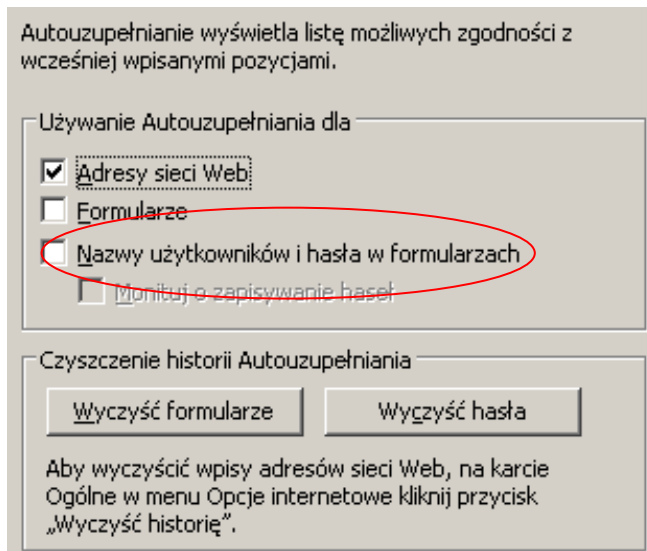 Autouzupełnianie wyświetla listę możliwych zgodności z
wcześniej wpisanymi pozycjami.
Używanie Autouzupełniania dla
Adresy sieci Web
Formularze
Nazwy użytkowników i hasła w formularzach
Monituj o zapisywanie haseł
Czyszczenie historii Autouzupełniania
Wyczyść formularze
Wyczyść hasła
Aby wyczyścić wpisy adresów sieci Web, na karcie
Ogólne w menu Opcje internetowe kliknij przycisk
„Wyczyść historię”.